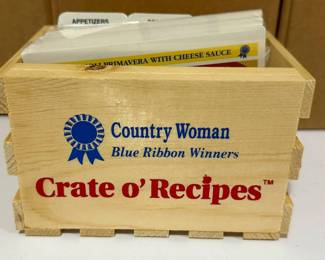 APPETIZERS
PRIMAVERA WITH CHEESE SAUCE
Country Woman
Blue Ribbon Winners
Crate o' Recipes™